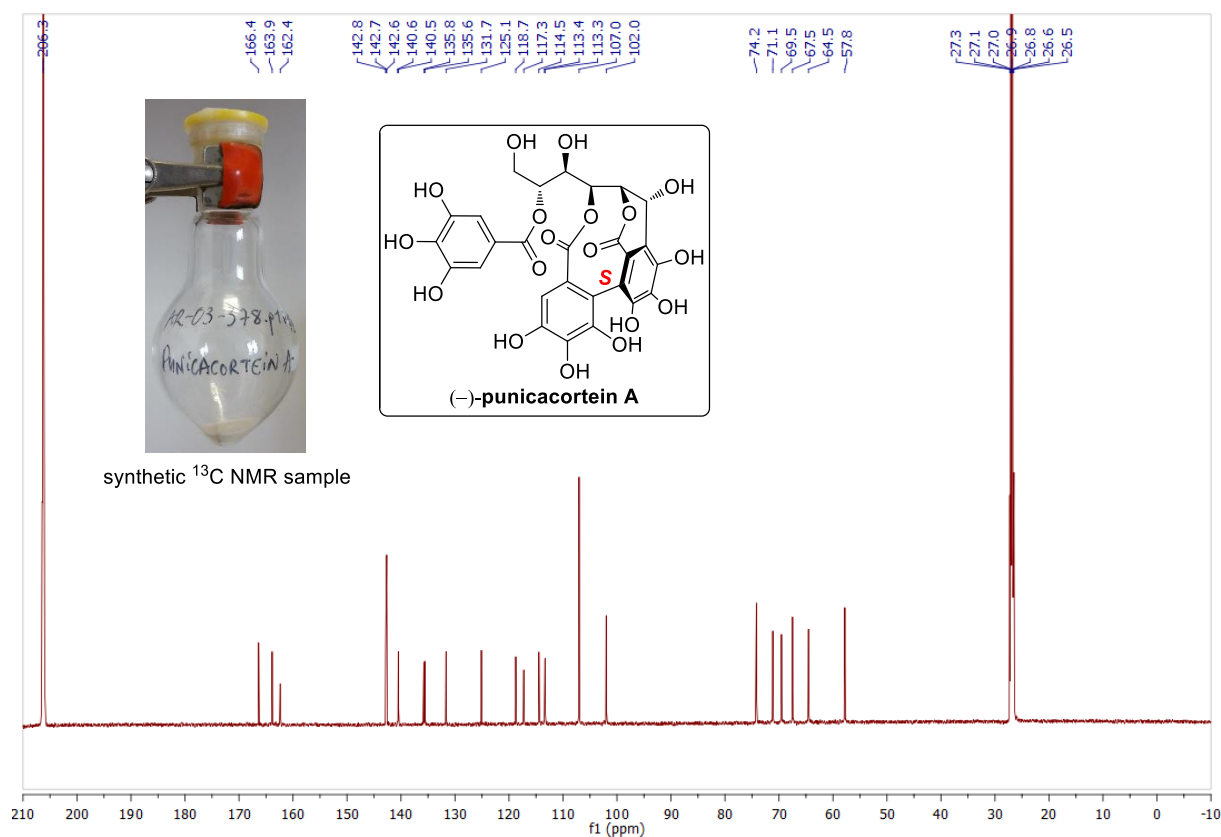 206.3
166.4
163.9
162.4
142.8
142.7
142.6
140.6
140.5
135.8
135.6
131.7
125.1
118.7
117.3
114.5
113.4
113.3
107.0
102.0
74.2
71.1
69.5
67.5
64.5
57.8
27.3
27.1
27.0
26.9
26.8
26.6
26.5
OH OH
OH
HO
O O O
HO O O
O
OH
HO S
OH
HO
HO OH
OH
(−)-punicacortein A
AR-03-378.p1
PUNICACORTEIN A
synthetic ¹³C NMR sample
210 200 190 180 170 160 150 140 130 120 110 100 90 80 70 60 50 40 30 20 10 0 -10
f1 (ppm)